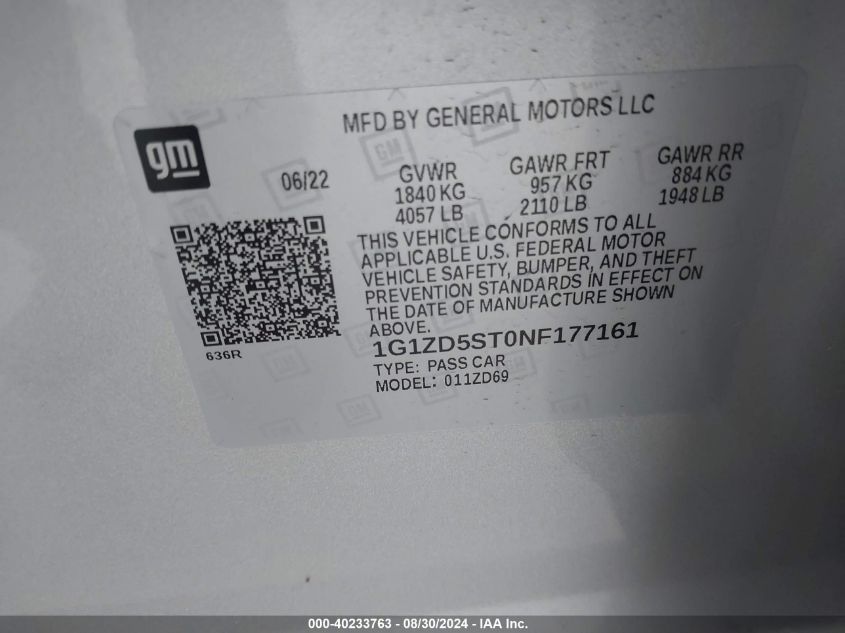 MFD BY GENERAL MOTORS LLC
gm
06/22
GVWR
1840 KG
4057 LB
GAWR FRT
957 KG
2110 LB
GAWR RR
884 KG
1948 LB
THIS VEHICLE CONFORMS TO ALL
APPLICABLE U.S. FEDERAL MOTOR
VEHICLE SAFETY, BUMPER, AND THEFT
PREVENTION STANDARDS IN EFFECT ON
THE DATE OF MANUFACTURE SHOWN
ABOVE.
636R
1G1ZD5ST0NF177161
TYPE: PASS CAR
MODEL: 011ZD69
000-40233763 - 08/30/2024 - IAA Inc.